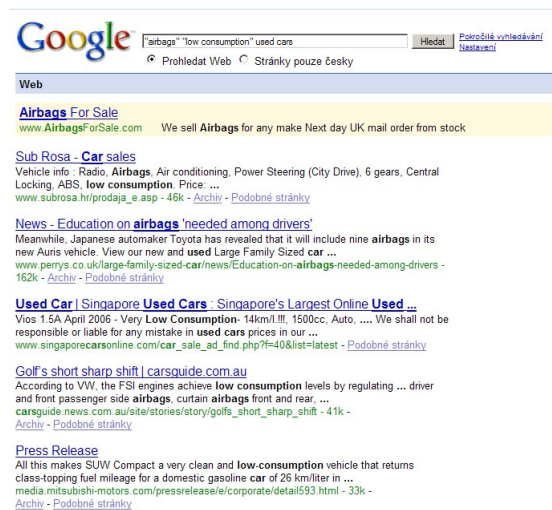 Google
"airbags" "low consumption" used cars
Hledat
Pokročilé vyhledávání
Nastavení
Prohledat Web
Stránky pouze česky
Web
Airbags For Sale
www.AirbagsForSale.com We sell Airbags for any make Next day UK mail order from stock
Sub Rosa - Car sales
Vehicle info : Radio, Airbags, Air conditioning, Power Steering (City Drive), 6 gears, Central
Locking, ABS, low consumption. Price: ...
www.subrosa.hr/prodaja_e.asp - 46k - Archiv - Podobné stránky
News - Education on airbags 'needed among drivers'
Meanwhile, Japanese automaker Toyota has revealed that it will include nine airbags in its
new Auris vehicle. View our new and used Large Family Sized car ...
www.perrys.co.uk/large-family-sized-car/news/Education-on-airbags-needed-among-drivers -
162k - Archiv - Podobné stránky
Used Car | Singapore Used Cars : Singapore's Largest Online Used ...
Vios 1.5A April 2006 - Very Low Consumption- 14km/l.!!!, 1500cc, Auto, .... We shall not be
responsible or liable for any mistake in used cars prices in our ...
www.singaporecarsonline.com/car_sale_ad_find.php?f=40&list=latest - Podobné stránky
Golf's short sharp shift | carsguide.com.au
According to VW, the FSI engines achieve low consumption levels by regulating ... driver
and front passenger side airbags, curtain airbags front and rear, ...
carsguide.news.com.au/site/stories/story/golfs_short_sharp_shift - 41k -
Archiv - Podobné stránky
Press Release
All this makes SUW Compact a very clean and low-consumption vehicle that returns
class-topping fuel mileage for a domestic gasoline car of 26 km/liter in ...
media.mitsubishi-motors.com/pressrelease/e/corporate/detail593.html - 33k -
Archiv - Podobné stránky